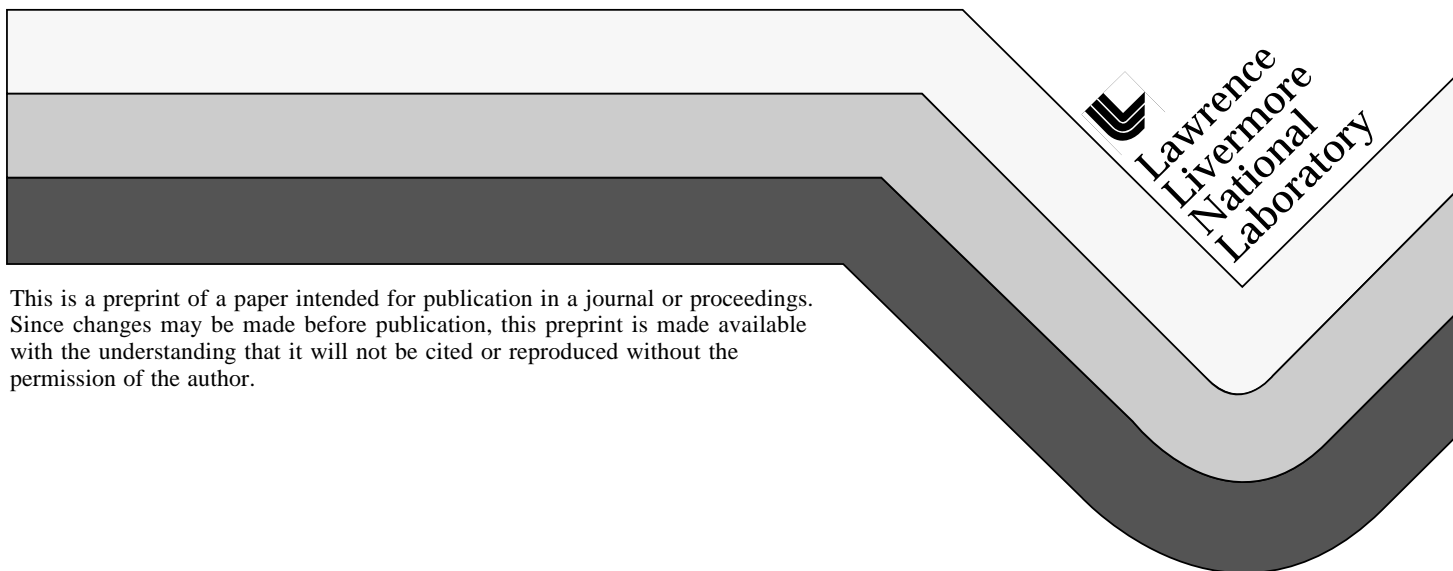 Lawrence
Livermore
National
Laboratory
This is a preprint of a paper intended for publication in a journal or proceedings.
Since changes may be made before publication, this preprint is made available
with the understanding that it will not be cited or reproduced without the
permission of the author.